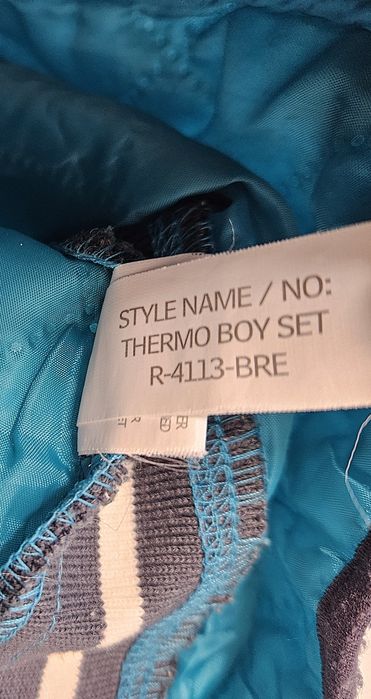 STYLE NAME / NO:
THERMO BOY SET
R-4113-BRE